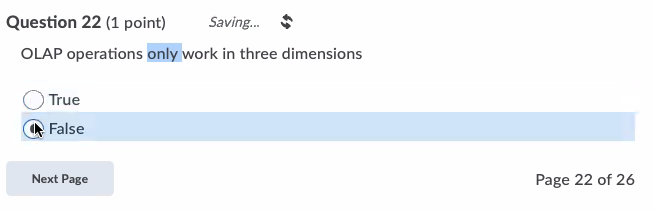 Question 22 (1 point) Saving...
OLAP operations only work in three dimensions
True
False
Next Page Page 22 of 26